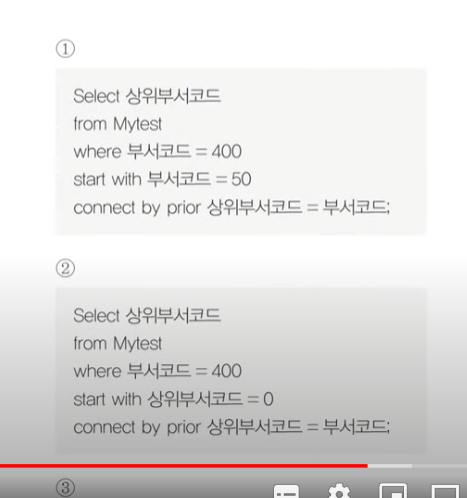 ①
Select 상위부서코드
from Mytest
where 부서코드 = 400
start with 부서코드 = 50
connect by prior 상위부서코드 = 부서코드;
②
Select 상위부서코드
from Mytest
where 부서코드 = 400
start with 상위부서코드 = 0
connect by prior 상위부서코드 = 부서코드;
③